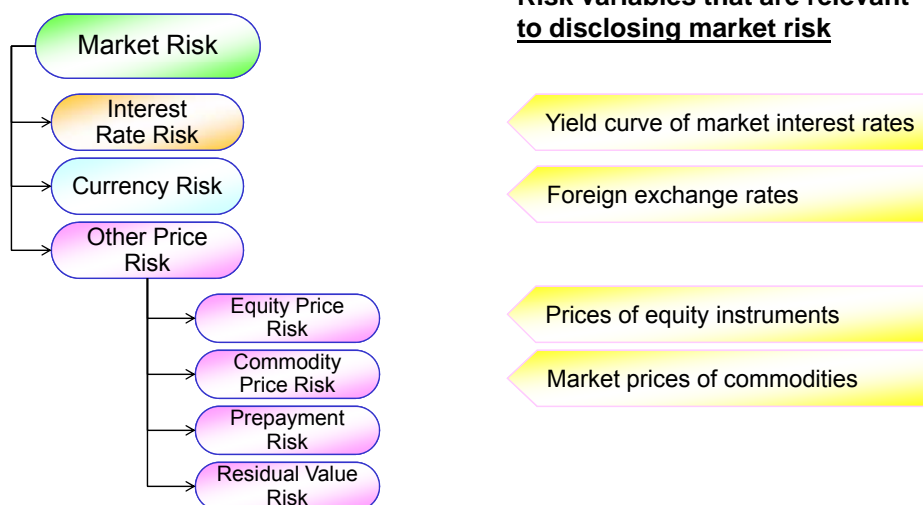 Risk variables that are relevant
to disclosing market risk
Market Risk
Interest
Rate Risk
Yield curve of market interest rates
Currency Risk
Foreign exchange rates
Other Price
Risk
Equity Price
Risk
Prices of equity instruments
Commodity
Price Risk
Market prices of commodities
Prepayment
Risk
Residual Value
Risk